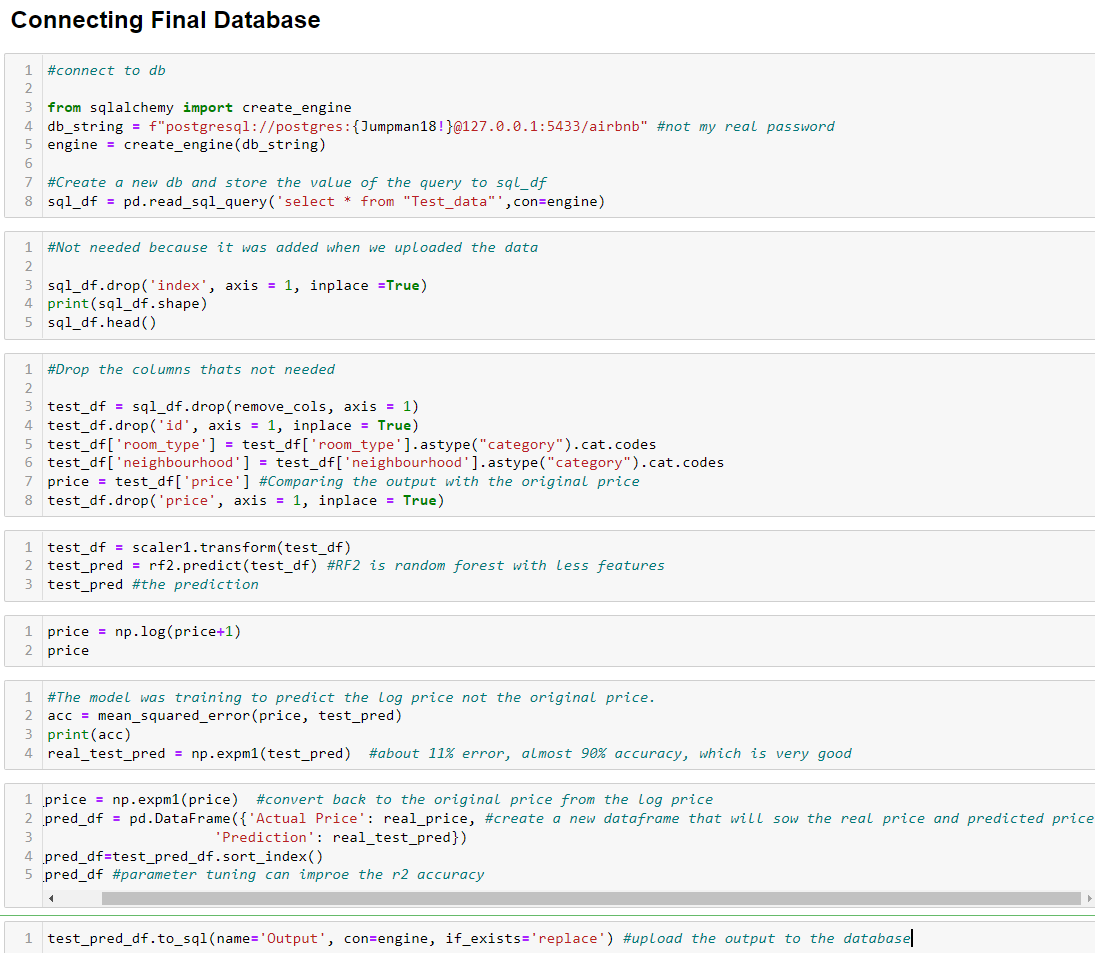 Connecting Final Database
1 #connect to db
2
3 from sqlalchemy import create_engine
4 db_string = f"postgresql://postgres:{Jumpman18!}@127.0.0.1:5433/airbnb" #not my real password
5 engine = create_engine(db_string)
6
7 #Create a new db and store the value of the query to sql_df
8 sql_df = pd.read_sql_query('select * from "Test_data"',con=engine)
1 #Not needed because it was added when we uploaded the data
2
3 sql_df.drop('index', axis = 1, inplace =True)
4 print(sql_df.shape)
5 sql_df.head()
1 #Drop the columns thats not needed
2
3 test_df = sql_df.drop(remove_cols, axis = 1)
4 test_df.drop('id', axis = 1, inplace = True)
5 test_df['room_type'] = test_df['room_type'].astype("category").cat.codes
6 test_df['neighbourhood'] = test_df['neighbourhood'].astype("category").cat.codes
7 price = test_df['price'] #Comparing the output with the original price
8 test_df.drop('price', axis = 1, inplace = True)
1 test_df = scaler1.transform(test_df)
2 test_pred = rf2.predict(test_df) #RF2 is random forest with less features
3 test_pred #the prediction
1 price = np.log(price+1)
2 price
1 #The model was training to predict the log price not the original price.
2 acc = mean_squared_error(price, test_pred)
3 print(acc)
4 real_test_pred = np.expm1(test_pred)  #about 11% error, almost 90% accuracy, which is very good
1 _price = np.expm1(price)  #convert back to the original price from the log price
2 _pred_df = pd.DataFrame({'Actual Price': real_price, #create a new dataframe that will sow the real price and predicted price
3 'Prediction': real_test_pred})
4 _pred_df=test_pred_df.sort_index()
5 _pred_df #parameter tuning can improe the r2 accuracy
1 test_pred_df.to_sql(name='Output', con=engine, if_exists='replace') #upload the output to the database